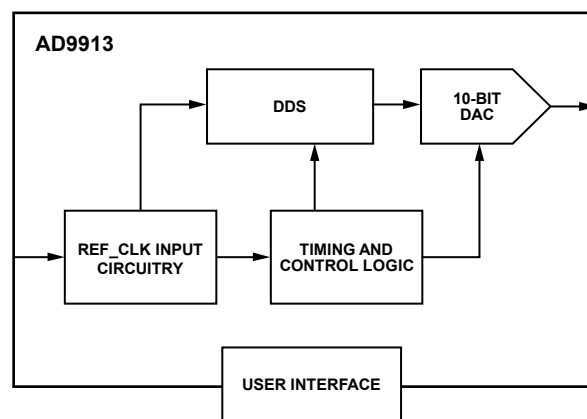 AD9913
DDS
10-BIT
DAC
REF_CLK INPUT
CIRCUITRY
TIMING AND
CONTROL LOGIC
USER INTERFACE